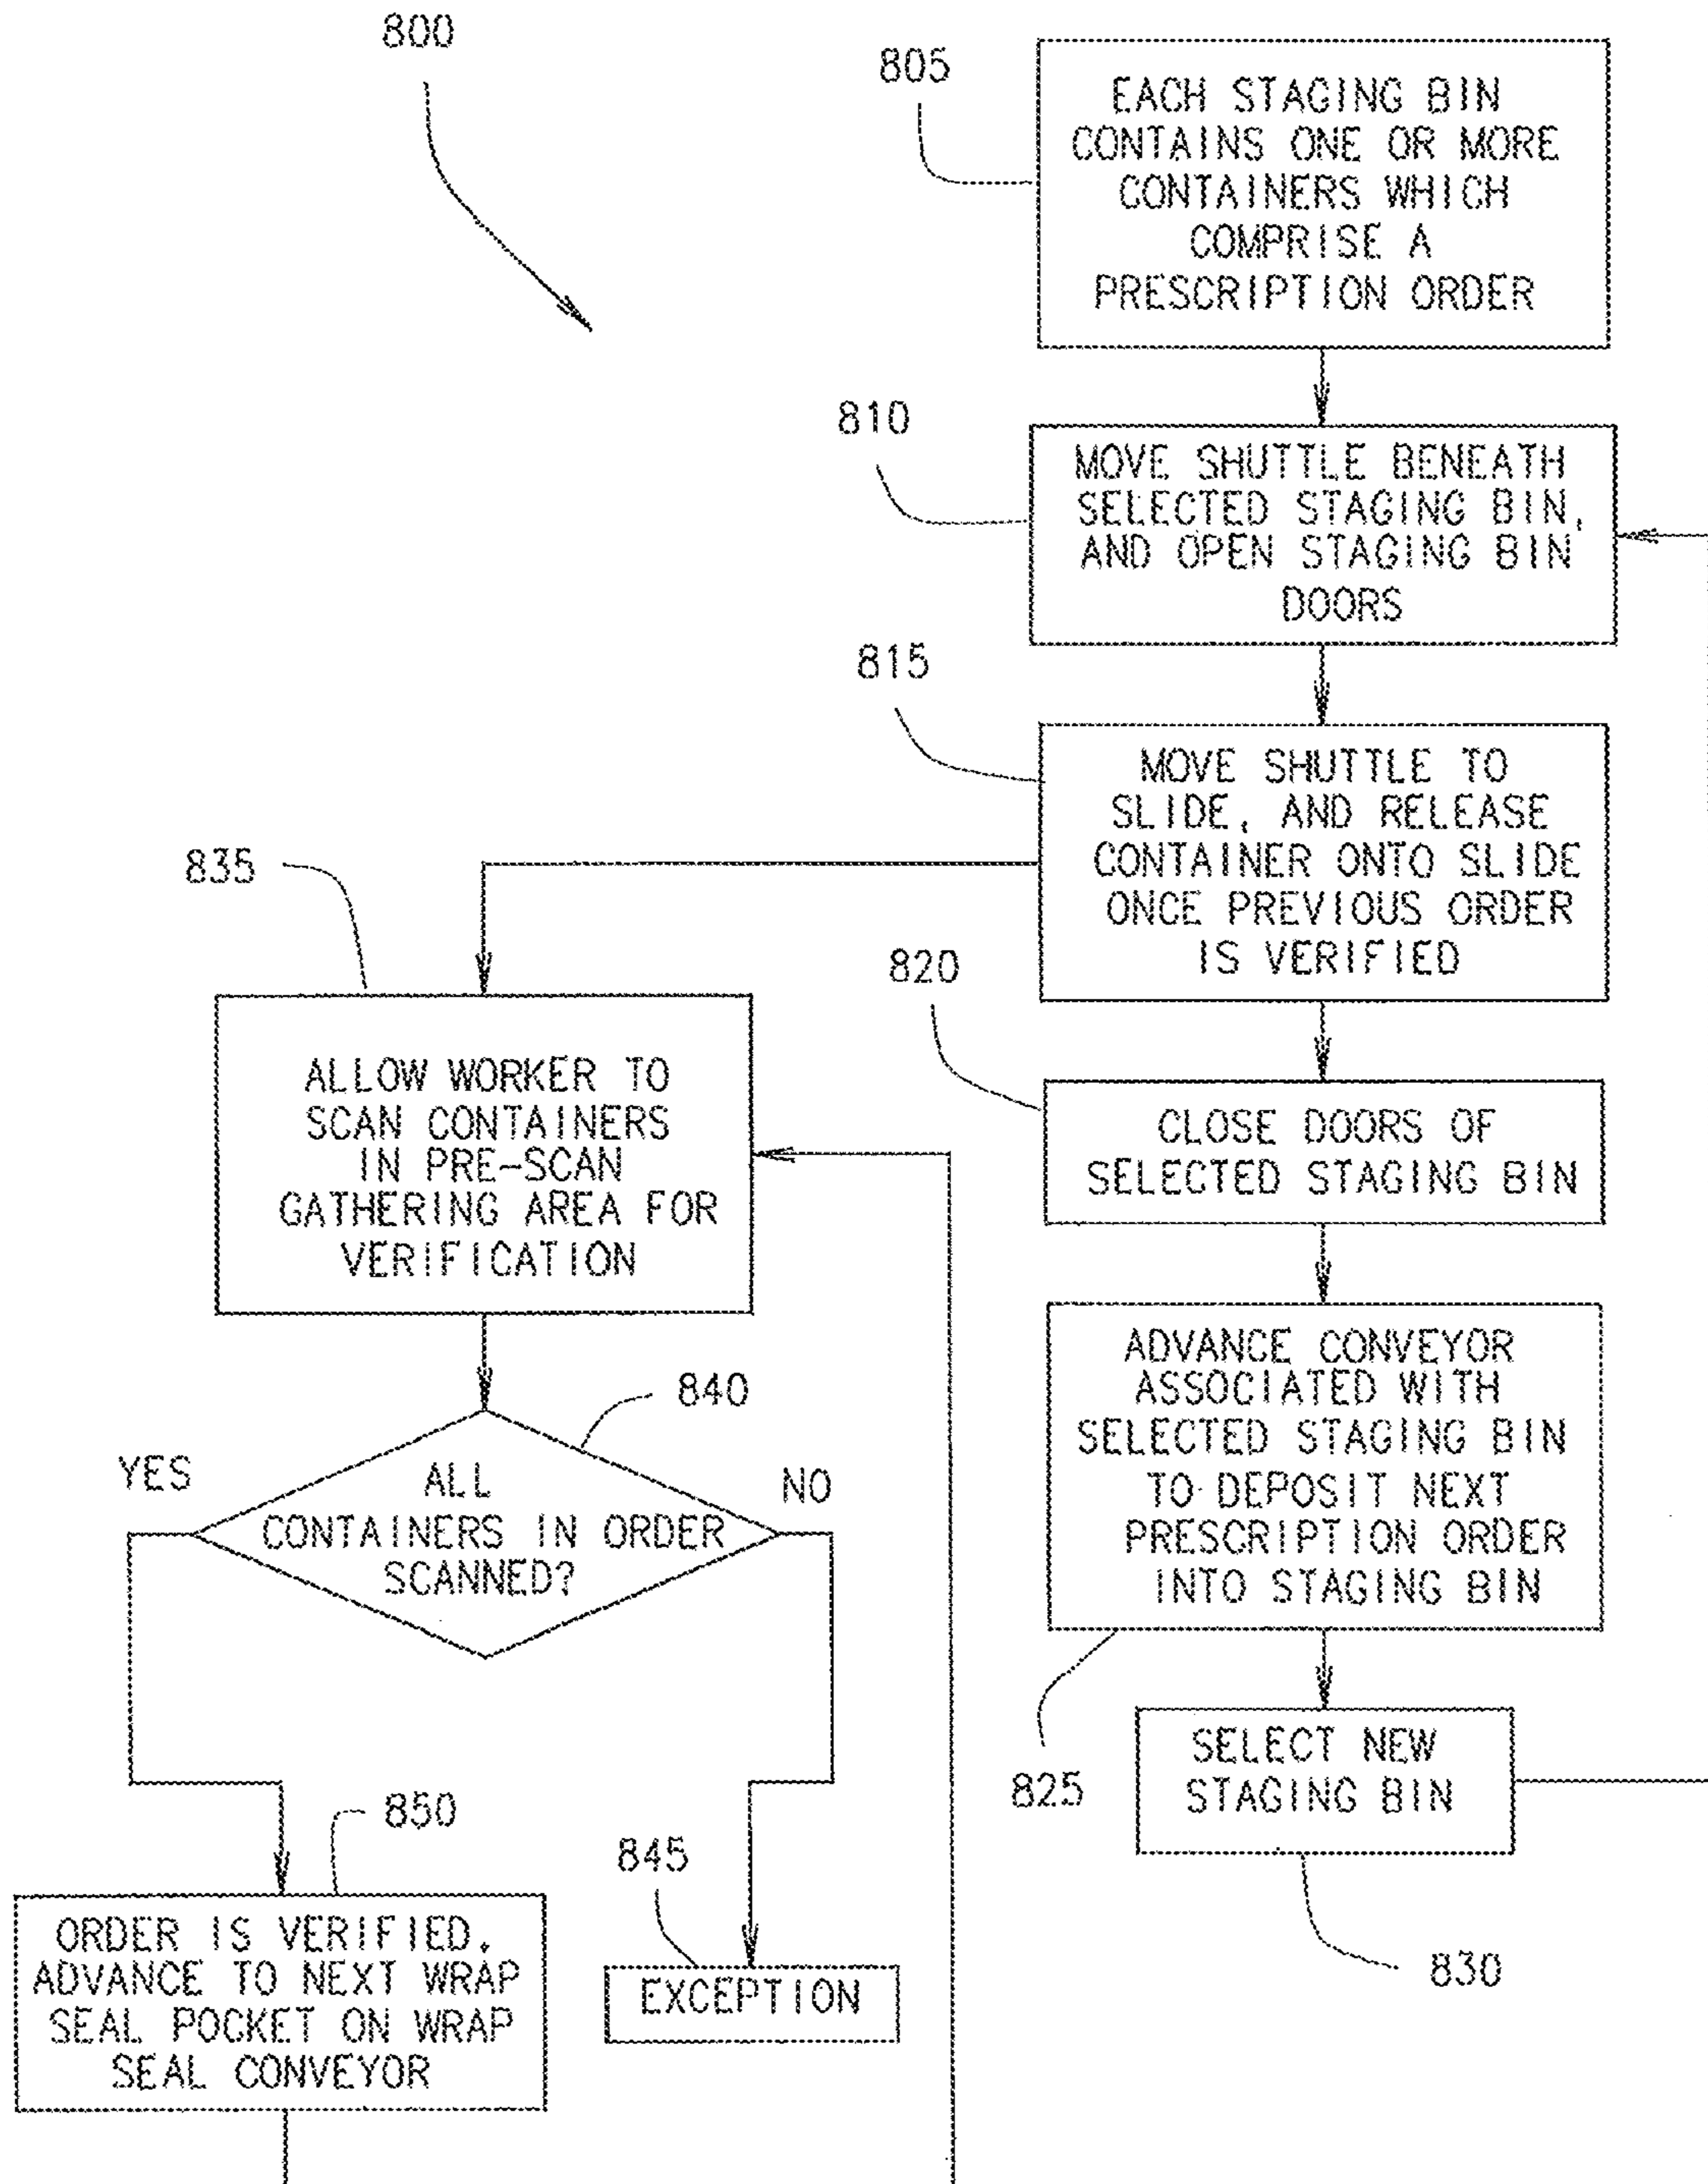 800
805
EACH STAGING BIN
CONTAINS ONE OR MORE
CONTAINERS WHICH
COMPRISE A
PRESCRIPTION ORDER
810
MOVE SHUTTLE BENEATH
SELECTED STAGING BIN,
AND OPEN STAGING BIN
DOORS
815
MOVE SHUTTLE TO
SLIDE, AND RELEASE
CONTAINER ONTO SLIDE
ONCE PREVIOUS ORDER
IS VERIFIED
835
ALLOW WORKER TO
SCAN CONTAINERS
IN PRE-SCAN
GATHERING AREA FOR
VERIFICATION
820
CLOSE DOORS OF
SELECTED STAGING BIN
ADVANCE CONVEYOR
ASSOCIATED WITH
SELECTED STAGING BIN
TO DEPOSIT NEXT
PRESCRIPTION ORDER
INTO STAGING BIN
825
840
YES
ALL
CONTAINERS IN ORDER
SCANNED?
NO
SELECT NEW
STAGING BIN
830
850
ORDER IS VERIFIED,
ADVANCE TO NEXT WRAP
SEAL POCKET ON WRAP
SEAL CONVEYOR
845
EXCEPTION